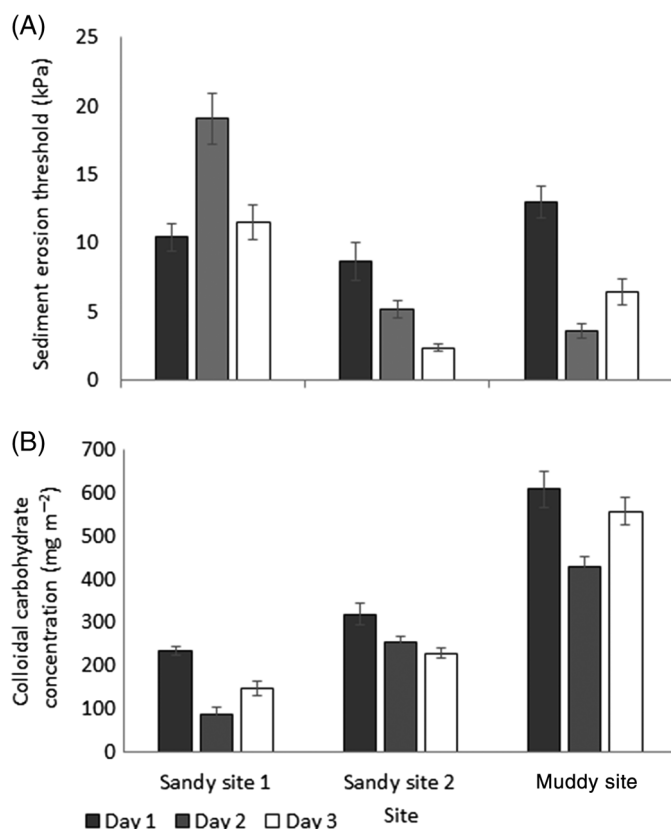 (A)
Sediment erosion threshold (kPa)
25
20
15
10
5
0
(B)
Colloidal carbohydrate
concentration (mg m⁻²)
700
600
500
400
300
200
100
0
Sandy site 1 Sandy site 2 Muddy site
Site
Day 1 Day 2 Day 3